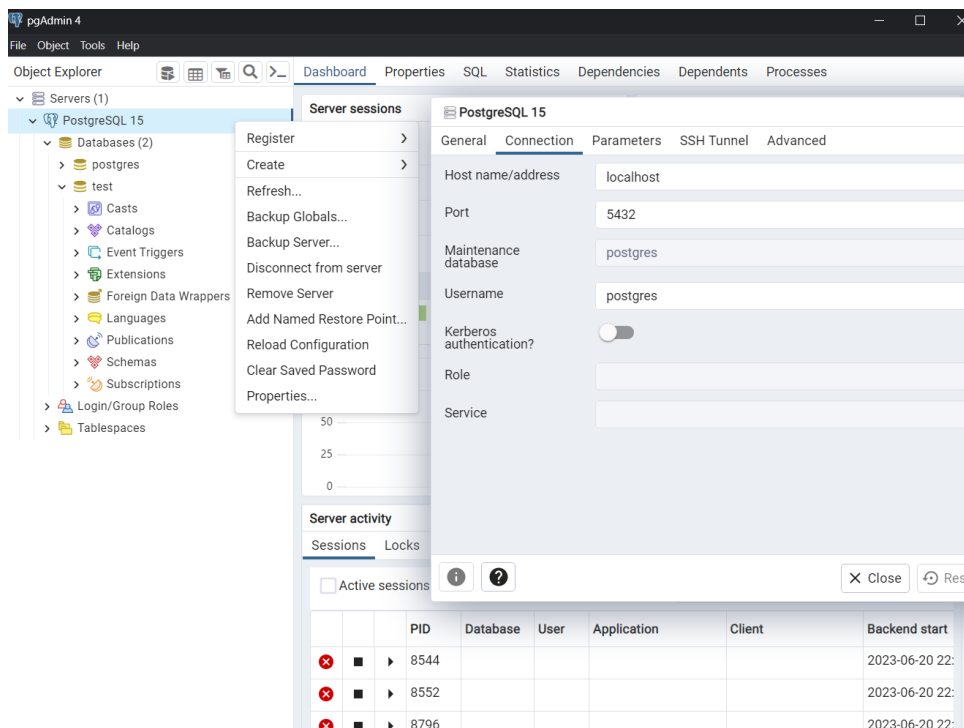 pgAdmin 4
File Object Tools Help
Object Explorer
Dashboard Properties SQL Statistics Dependencies Dependents Processes
Servers (1)
PostgreSQL 15
Databases (2)
postgres
test
Casts
Catalogs
Event Triggers
Extensions
Foreign Data Wrappers
Languages
Publications
Schemas
Subscriptions
Login/Group Roles
Tablespaces
Register
Create
Refresh...
Backup Globals...
Backup Server...
Disconnect from server
Remove Server
Add Named Restore Point...
Reload Configuration
Clear Saved Password
Properties...
Server sessions
50
25
0
PostgreSQL 15
General Connection Parameters SSH Tunnel Advanced
Host name/address localhost
Port 5432
Maintenance
database postgres
Username postgres
Kerberos
authentication?
Role
Service
Close Res
Server activity
Sessions Locks
Active sessions
PID Database User Application Client Backend start
8544 2023-06-20 22:
8552 2023-06-20 22:
8796 2023-06-20 22: